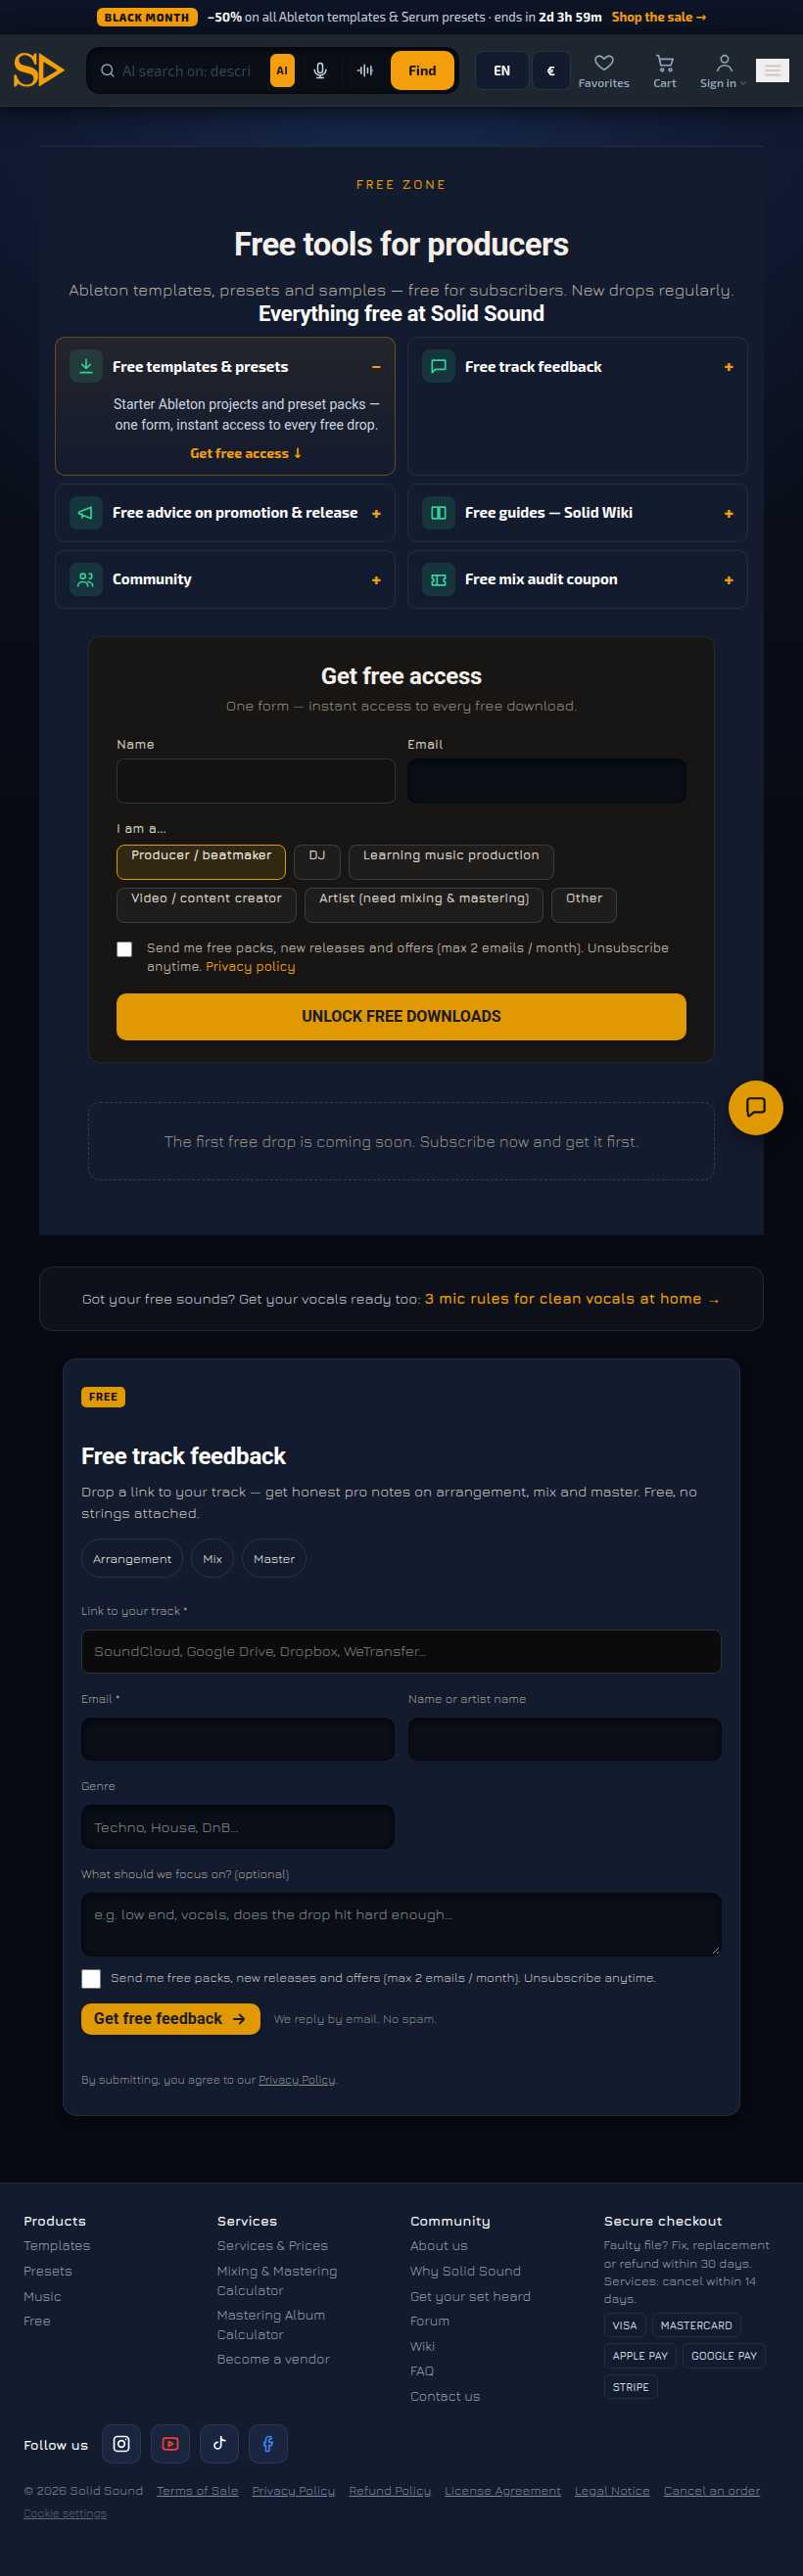 BLACK MONTH −50% on all Ableton templates & Serum presets · ends in 2d 3h 59m Shop the sale →
AI search on: descri AI Find EN € Favorites Cart Sign in
FREE ZONE
Free tools for producers
Ableton templates, presets and samples — free for subscribers. New drops regularly.
Everything free at Solid Sound
Free templates & presets −
Starter Ableton projects and preset packs —
one form, instant access to every free drop.
Get free access ↓
Free track feedback +
Free advice on promotion & release +
Free guides — Solid Wiki +
Community +
Free mix audit coupon +
Get free access
One form — instant access to every free download.
Name Email
I am a...
Producer / beatmaker DJ Learning music production
Video / content creator Artist (need mixing & mastering) Other
Send me free packs, new releases and offers (max 2 emails / month). Unsubscribe
anytime. Privacy policy
UNLOCK FREE DOWNLOADS
The first free drop is coming soon. Subscribe now and get it first.
Got your free sounds? Get your vocals ready too: 3 mic rules for clean vocals at home →
FREE
Free track feedback
Drop a link to your track — get honest pro notes on arrangement, mix and master. Free, no
strings attached.
Arrangement Mix Master
Link to your track *
SoundCloud, Google Drive, Dropbox, WeTransfer...
Email * Name or artist name
Genre
Techno, House, DnB...
What should we focus on? (optional)
e.g. low end, vocals, does the drop hit hard enough...
Send me free packs, new releases and offers (max 2 emails / month). Unsubscribe anytime.
Get free feedback → We reply by email. No spam.
By submitting, you agree to our Privacy Policy.
Products
Templates
Presets
Music
Free
Services
Services & Prices
Mixing & Mastering
Calculator
Mastering Album
Calculator
Become a vendor
Community
About us
Why Solid Sound
Get your set heard
Forum
Wiki
FAQ
Contact us
Secure checkout
Faulty file? Fix, replacement
or refund within 30 days.
Services: cancel within 14
days.
VISA MASTERCARD
APPLE PAY GOOGLE PAY
STRIPE
Follow us
© 2026 Solid Sound Terms of Sale Privacy Policy Refund Policy License Agreement Legal Notice Cancel an order
Cookie settings